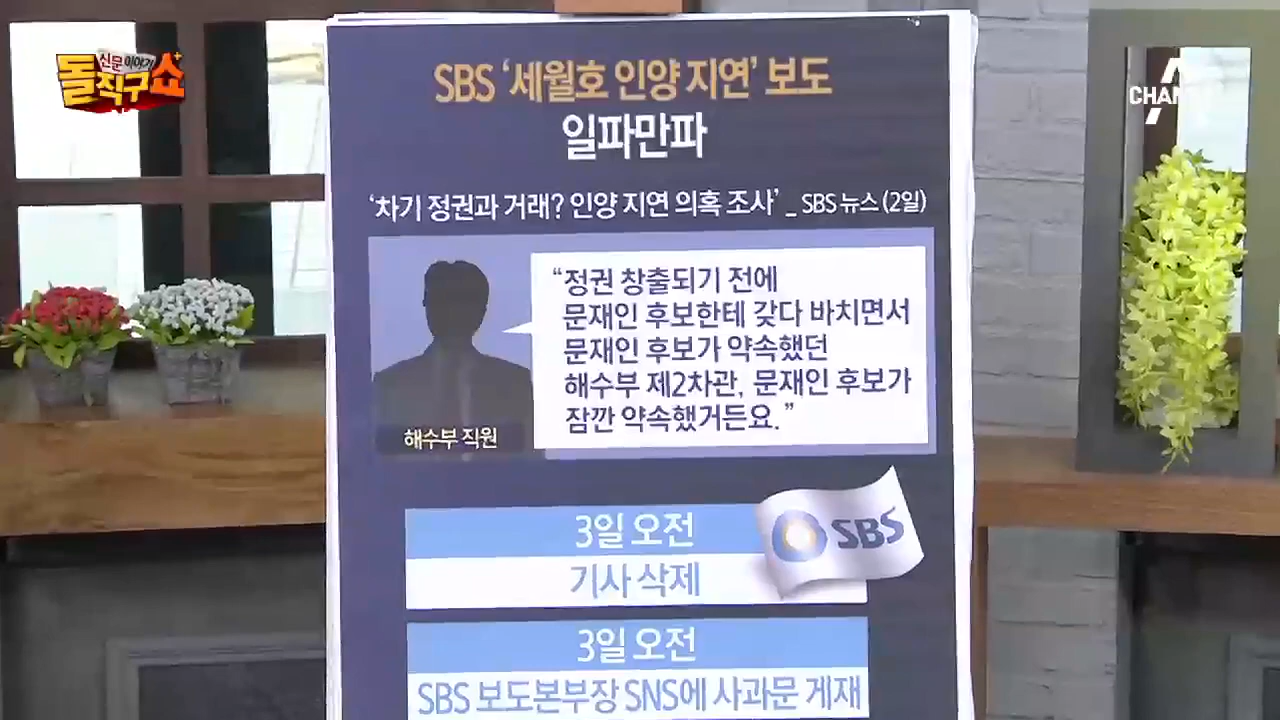 신문이야기
돌직구쇼+
CHANNEL A
SBS ‘세월호 인양 지연’ 보도
일파만파
‘차기 정권과 거래? 인양 지연 의혹 조사’ _ SBS 뉴스 (2일)
“정권 창출되기 전에
문재인 후보한테 갖다 바치면서
문재인 후보가 약속했던
해수부 제2차관, 문재인 후보가
잠깐 약속했거든요.”
해수부 직원
3일 오전
SBS
기사 삭제
3일 오전
SBS 보도본부장 SNS에 사과문 게재